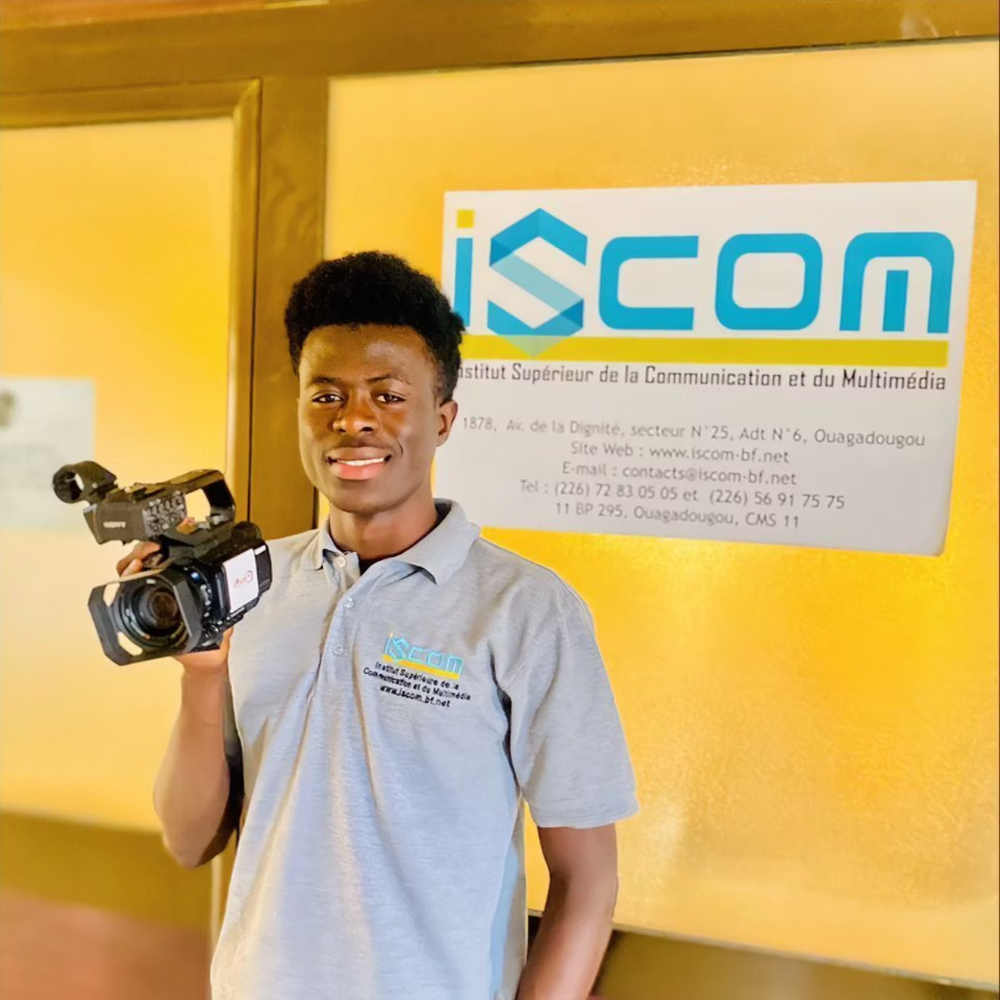 iscom
nstitut Supérieur de la Communication et du Multimédia
1878, Av. de la Dignité, secteur N°25, Adt N°6, Ouagadougou
Site Web : www.iscom-bf.net
E-mail : contacts@iscom-bf.net
Tel : (226) 72 83 05 05 et (226) 56 91 75 75
11 BP 295, Ouagadougou, CMS 11
SONY
iscom
Institut Supérieure de la
Communication et du Multimédia
www.iscom.bf.net